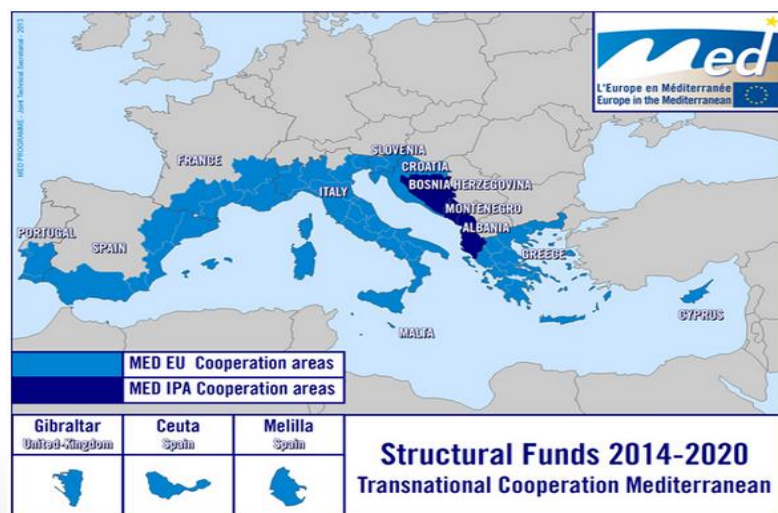 MED PROGRAMME - Joint Technical Secretariat - 2013
Med
L'Europe en Méditerranée
Europe in the Mediterranean
SLOVENIA
FRANCE
CROATIA
ITALY
BOSNIA HERZEGOVINA
MONTENEGRO
PORTUGAL
ALBANIA
SPAIN
GREECE
CYPRUS
MALTA
MED EU Cooperation areas
MED IPA Cooperation areas
Gibraltar
United-Kingdom
Ceuta
Spain
Melilla
Spain
Structural Funds 2014-2020
Transnational Cooperation Mediterranean